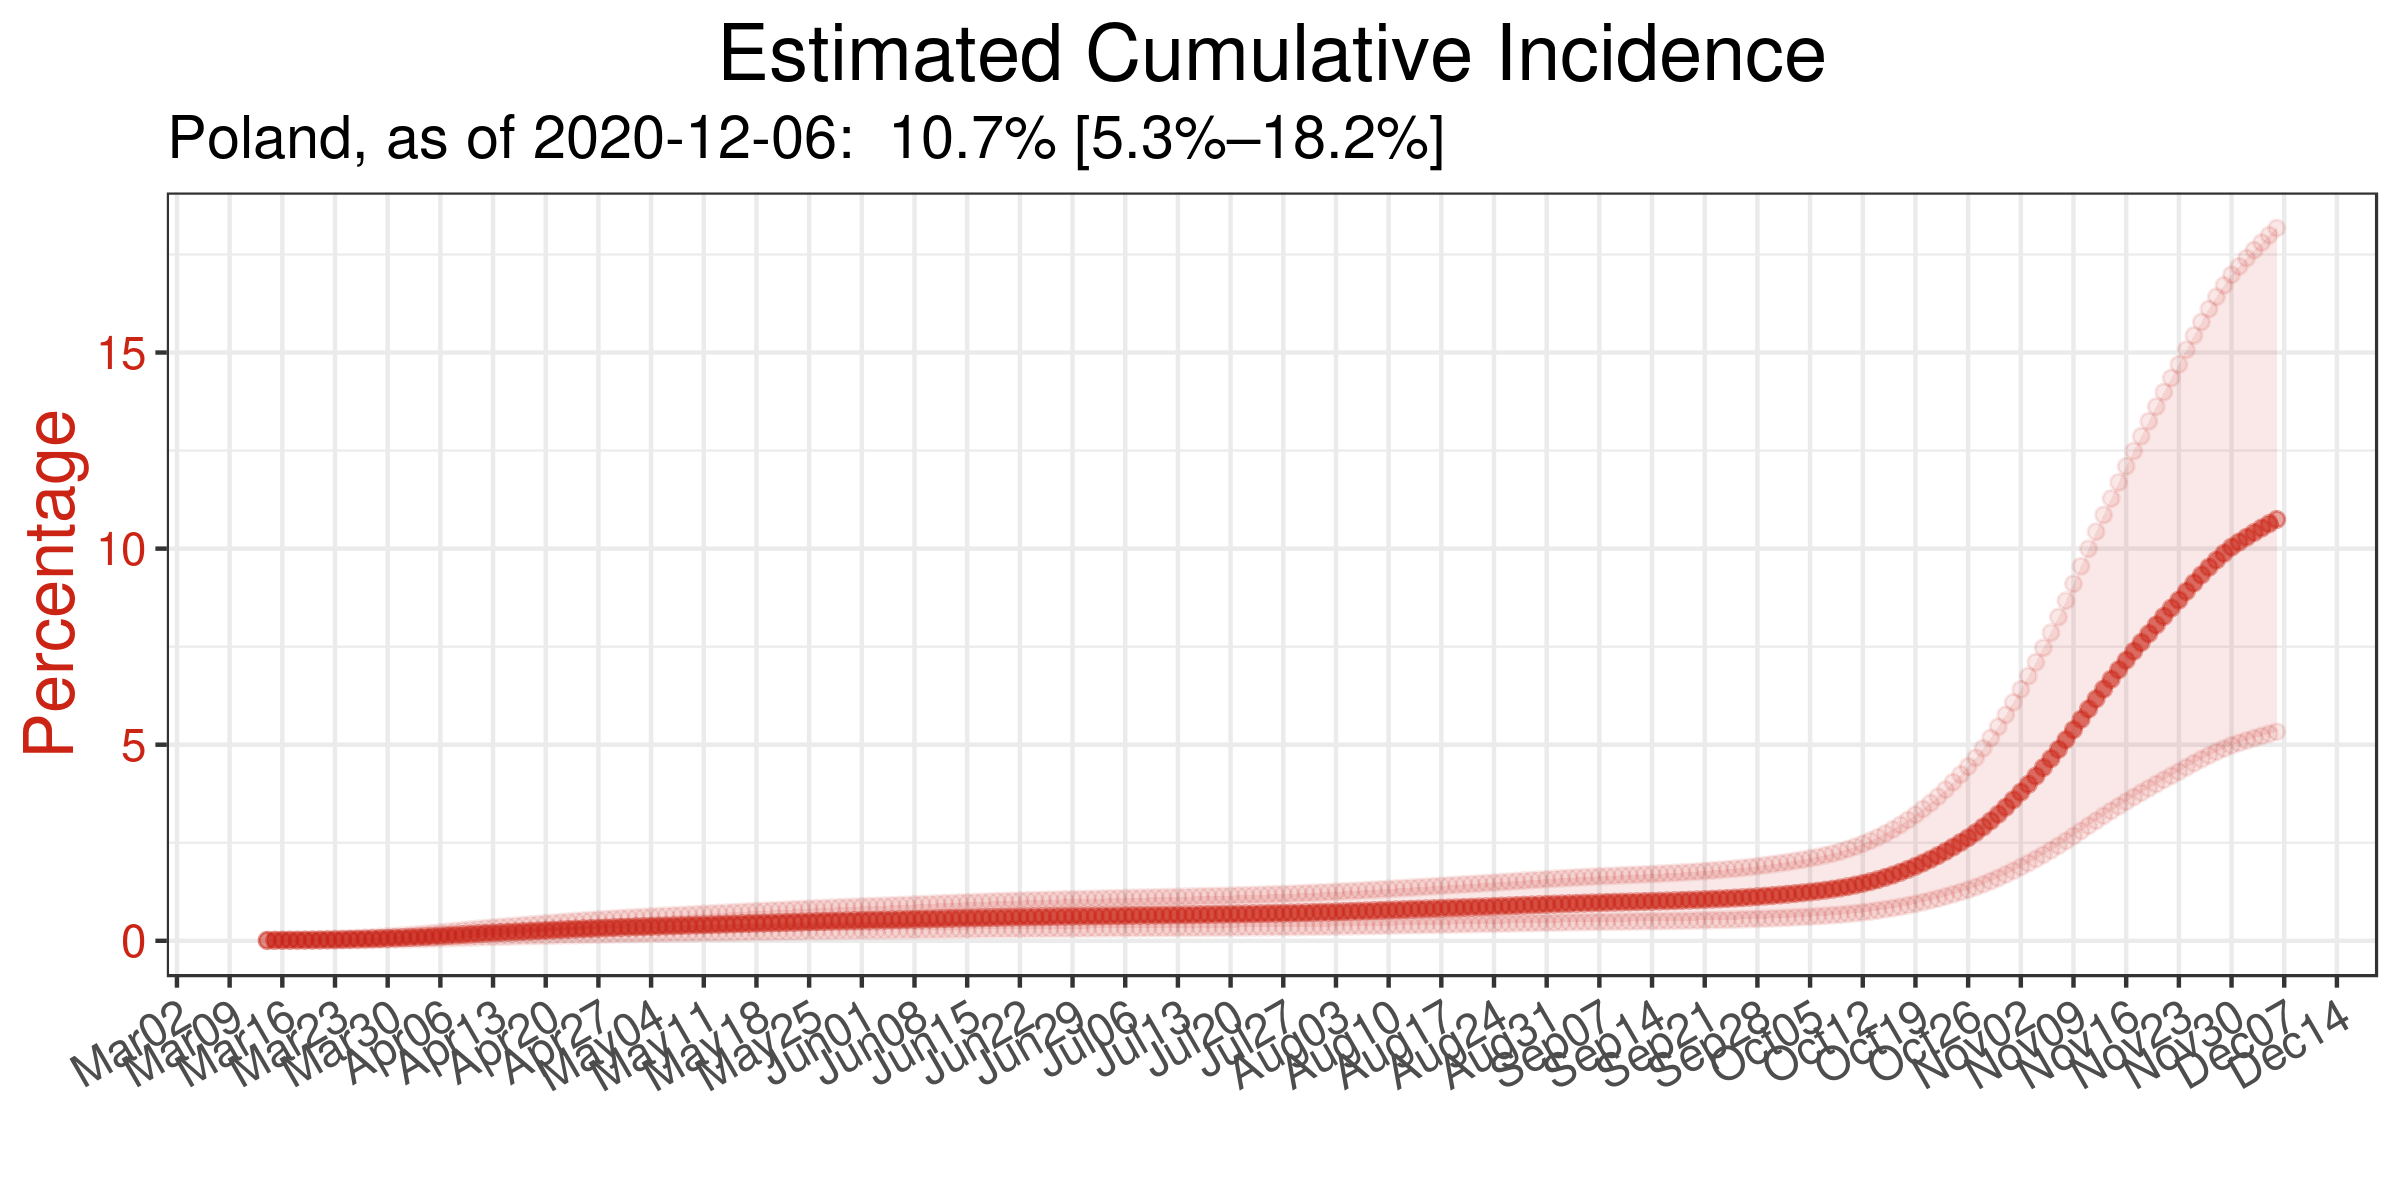 Estimated Cumulative Incidence
Poland, as of 2020-12-06:  10.7% [5.3%–18.2%]
Percentage
15
10
5
0
Mar02
Mar09
Mar16
Mar23
Mar30
Apr06
Apr13
Apr20
Apr27
May04
May11
May18
May25
Jun01
Jun08
Jun15
Jun22
Jun29
Jul06
Jul13
Jul20
Jul27
Aug03
Aug10
Aug17
Aug24
Aug31
Sep07
Sep14
Sep21
Sep28
Oct05
Oct12
Oct19
Oct26
Nov02
Nov09
Nov16
Nov23
Nov30
Dec07
Dec14